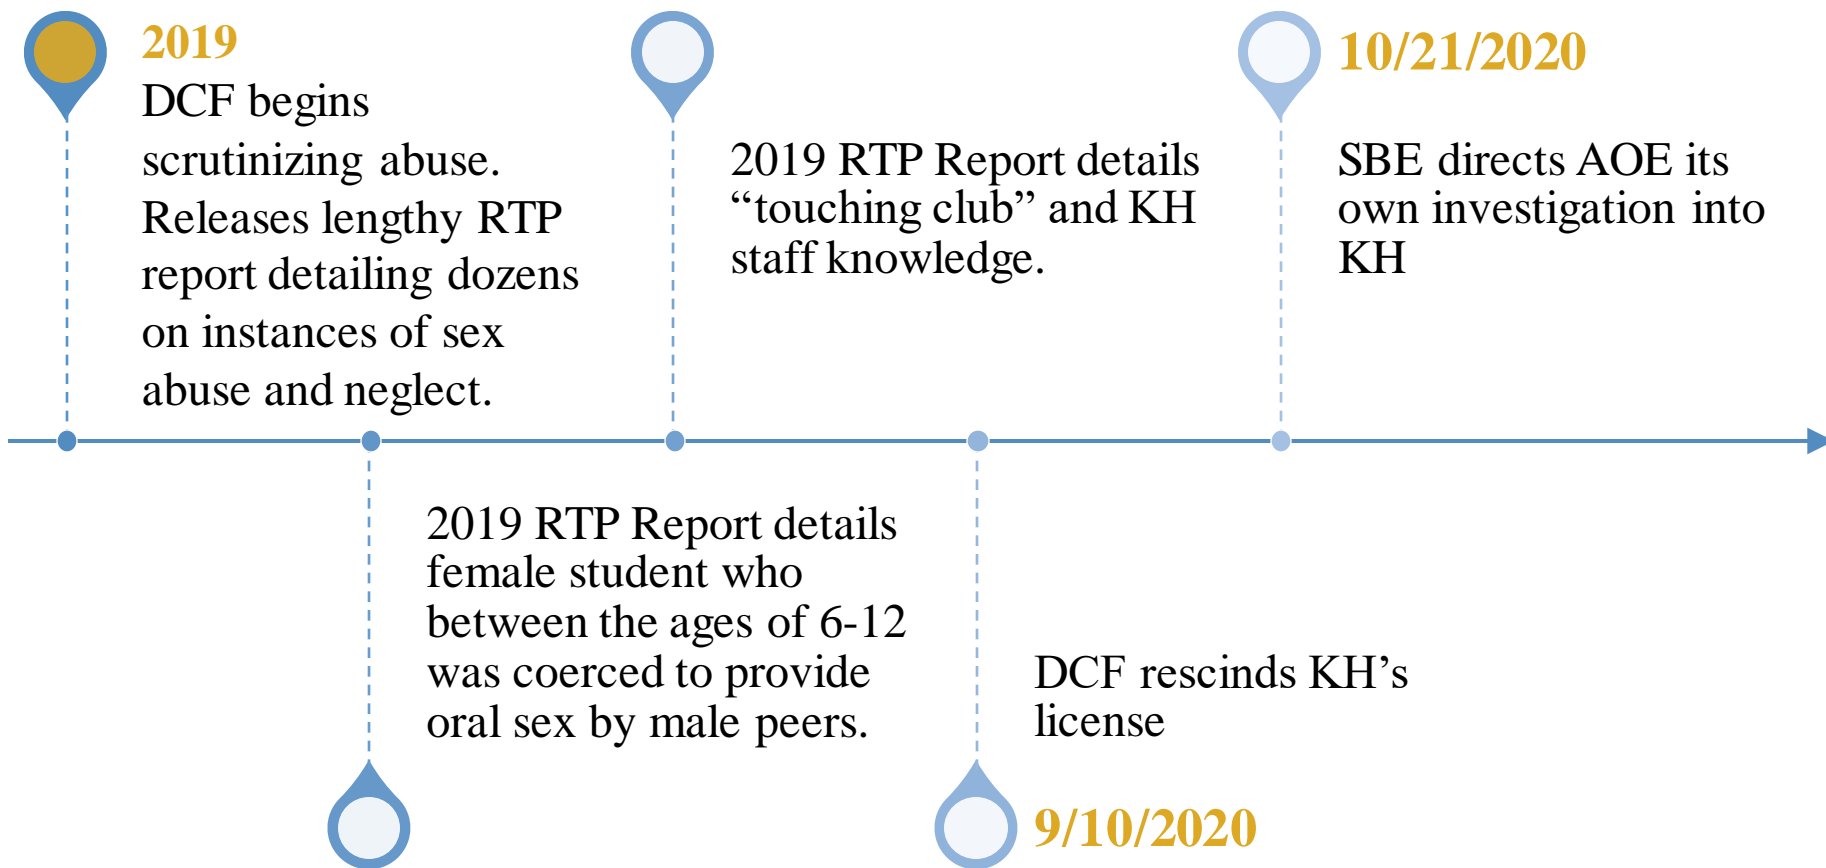 2019
DCF begins
scrutinizing abuse.
Releases lengthy RTP
report detailing dozens
on instances of sex
abuse and neglect.
2019 RTP Report details
female student who
between the ages of 6-12
was coerced to provide
oral sex by male peers.
2019 RTP Report details
“touching club” and KH
staff knowledge.
DCF rescinds KH’s
license
9/10/2020
10/21/2020
SBE directs AOE its
own investigation into
KH